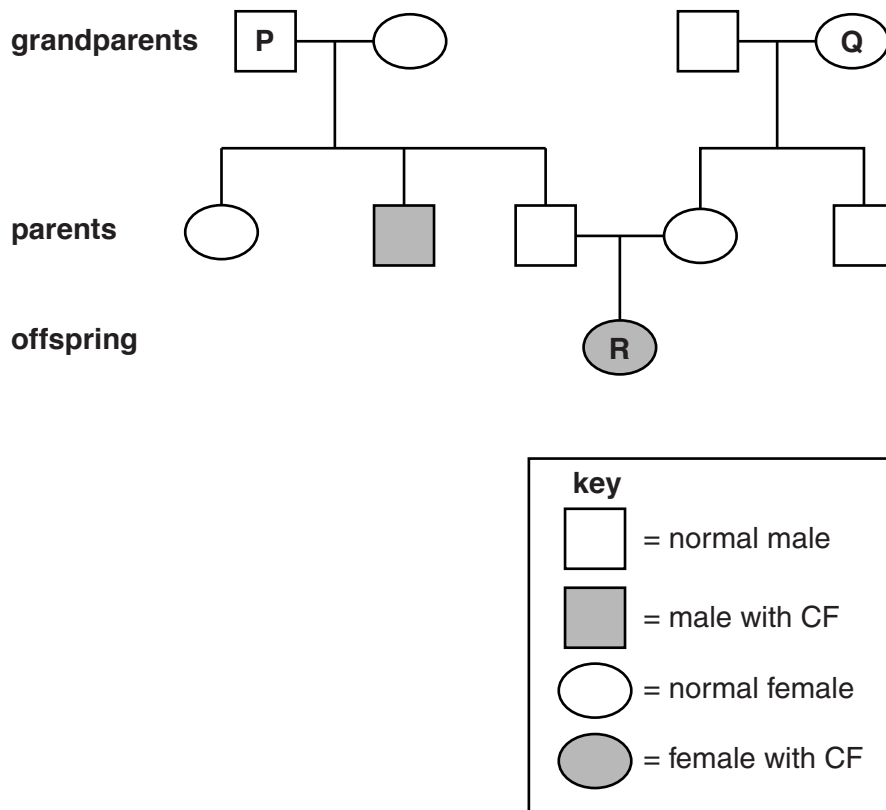 grandparents P Q
parents
offspring R
key
= normal male
= male with CF
= normal female
= female with CF